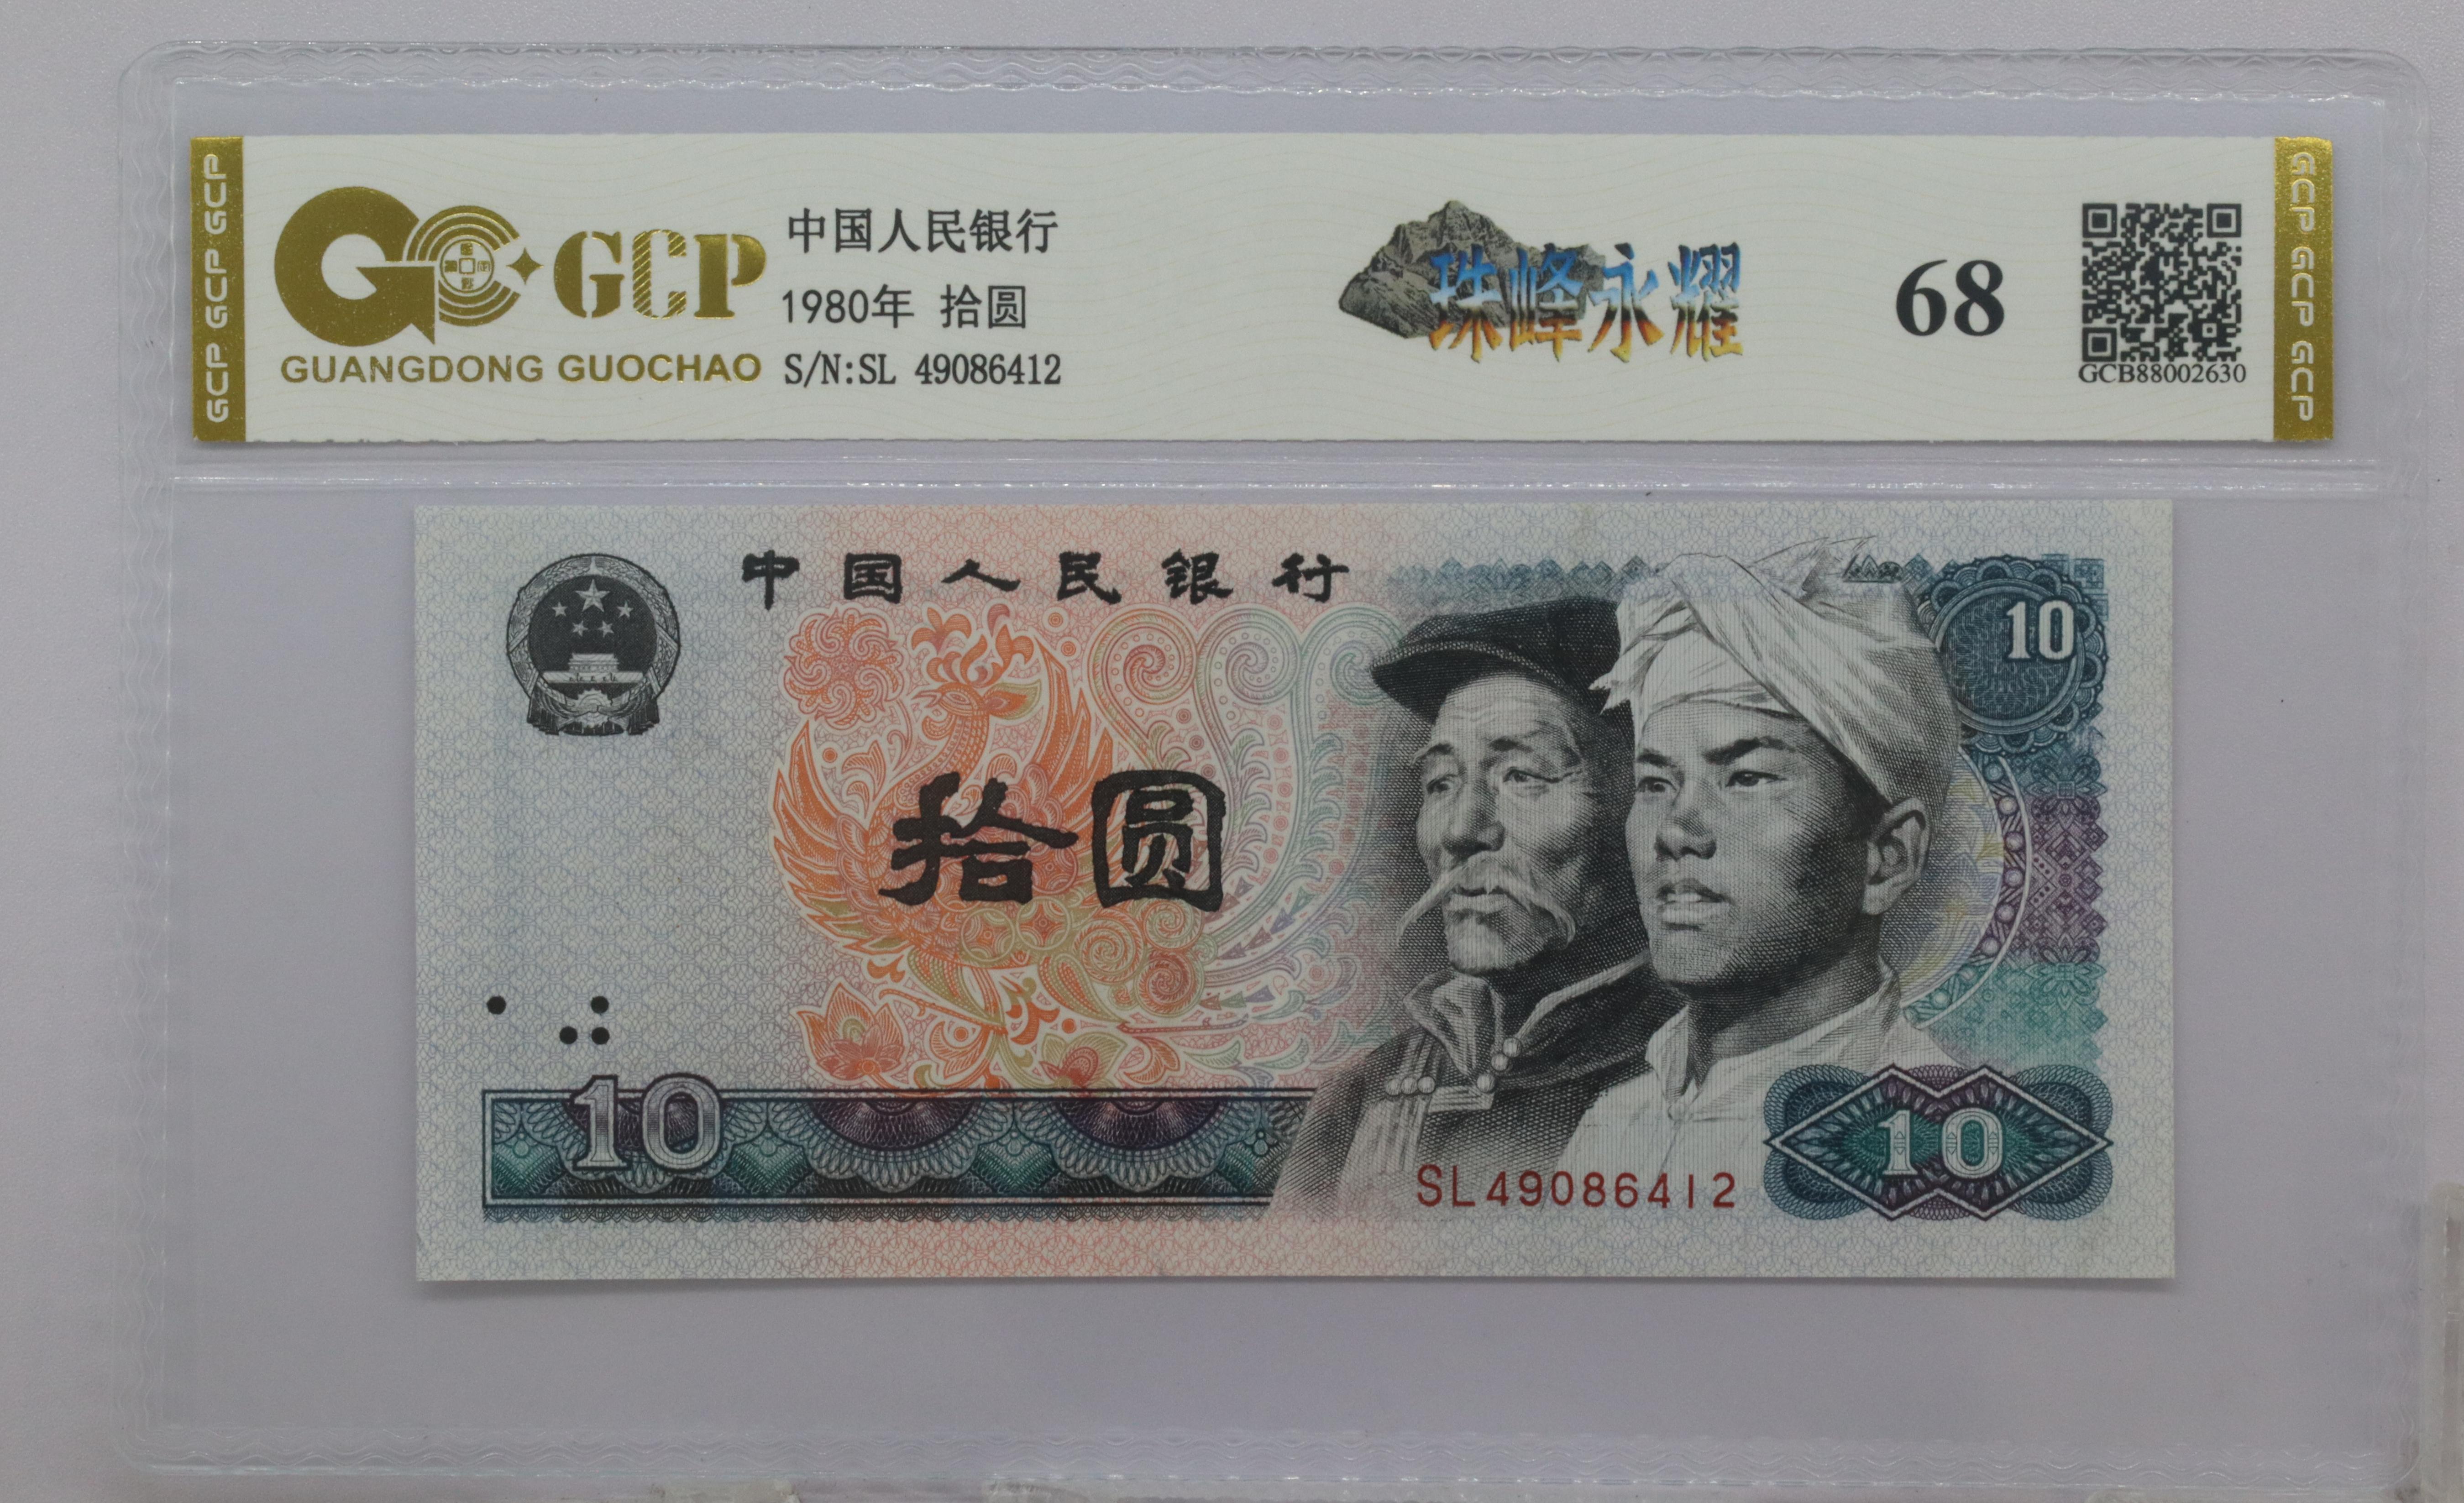 GCP GCP GCP
GCP
GUANGDONG GUOCHAO
中国人民银行
1980年 拾圆
S/N:SL 49086412
珠峰永耀
68
GCB88002630
GCP GCP GCP
中国人民银行
10
拾圆
10
SL49086412
10